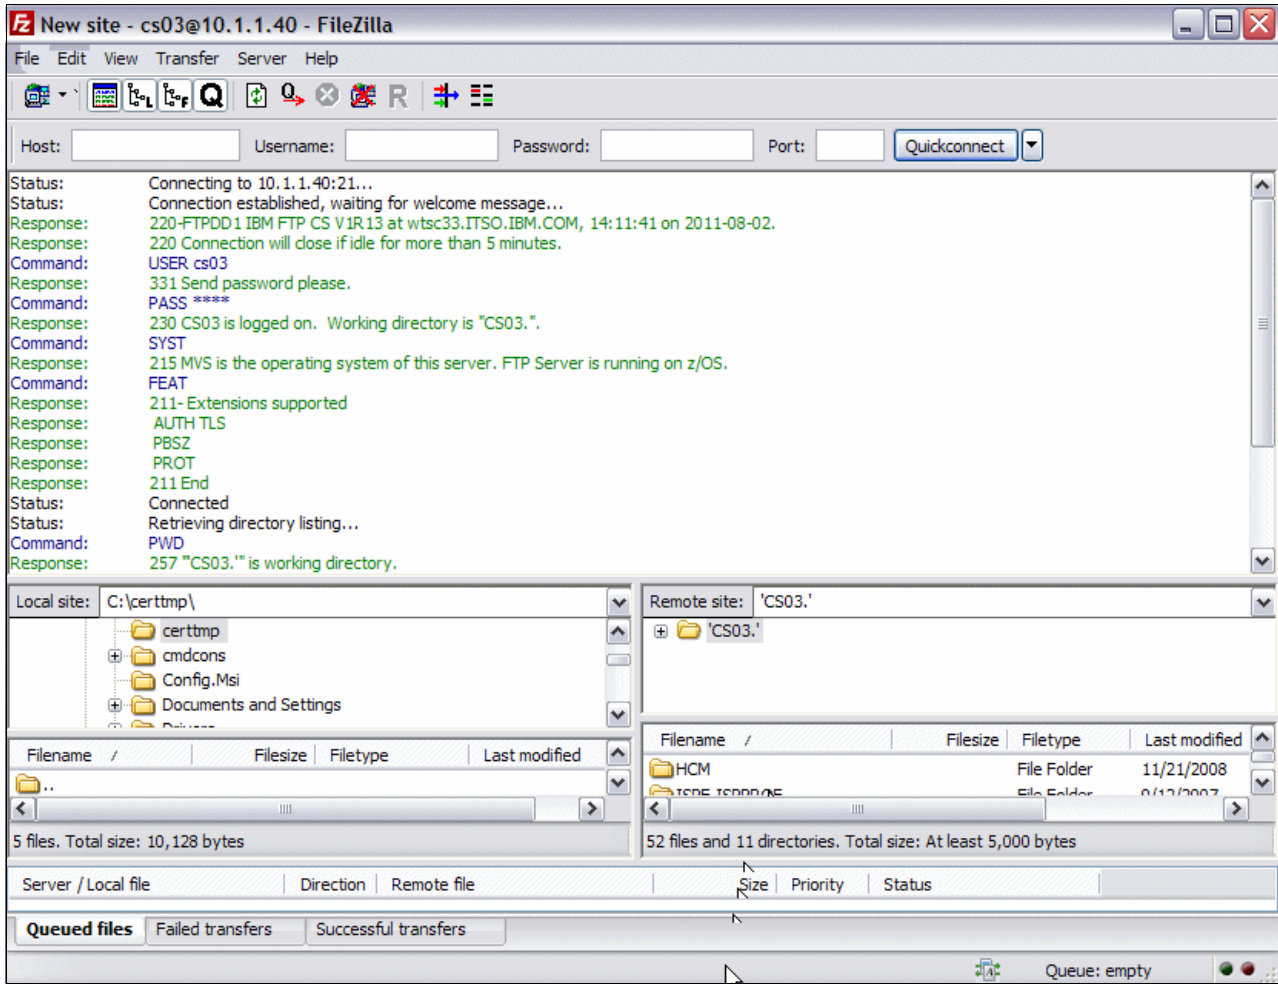 New site - cs03@10.1.1.40 - FileZilla
File Edit View Transfer Server Help
Host: Username: Password: Port: Quickconnect
Status: Connecting to 10.1.1.40:21...
Status: Connection established, waiting for welcome message...
Response: 220-FTPDD1 IBM FTP CS V1R13 at wtsc33.ITSO.IBM.COM, 14:11:41 on 2011-08-02.
Response: 220 Connection will close if idle for more than 5 minutes.
Command: USER cs03
Response: 331 Send password please.
Command: PASS ****
Response: 230 CS03 is logged on. Working directory is "CS03.".
Command: SYST
Response: 215 MVS is the operating system of this server. FTP Server is running on z/OS.
Command: FEAT
Response: 211- Extensions supported
Response: AUTH TLS
Response: PBSZ
Response: PROT
Response: 211 End
Status: Connected
Status: Retrieving directory listing...
Command: PWD
Response: 257 "'CS03.'" is working directory.
Local site: C:\certtmp\
certtmp
cmdcons
Config.Msi
Documents and Settings
Drivers
Filename / Filesize Filetype Last modified
..
5 files. Total size: 10,128 bytes
Remote site: 'CS03.'
'CS03.'
Filename / Filesize Filetype Last modified
HCM File Folder 11/21/2008
File Folder
52 files and 11 directories. Total size: At least 5,000 bytes
Server / Local file Direction Remote file Size Priority Status
Queued files Failed transfers Successful transfers
Queue: empty